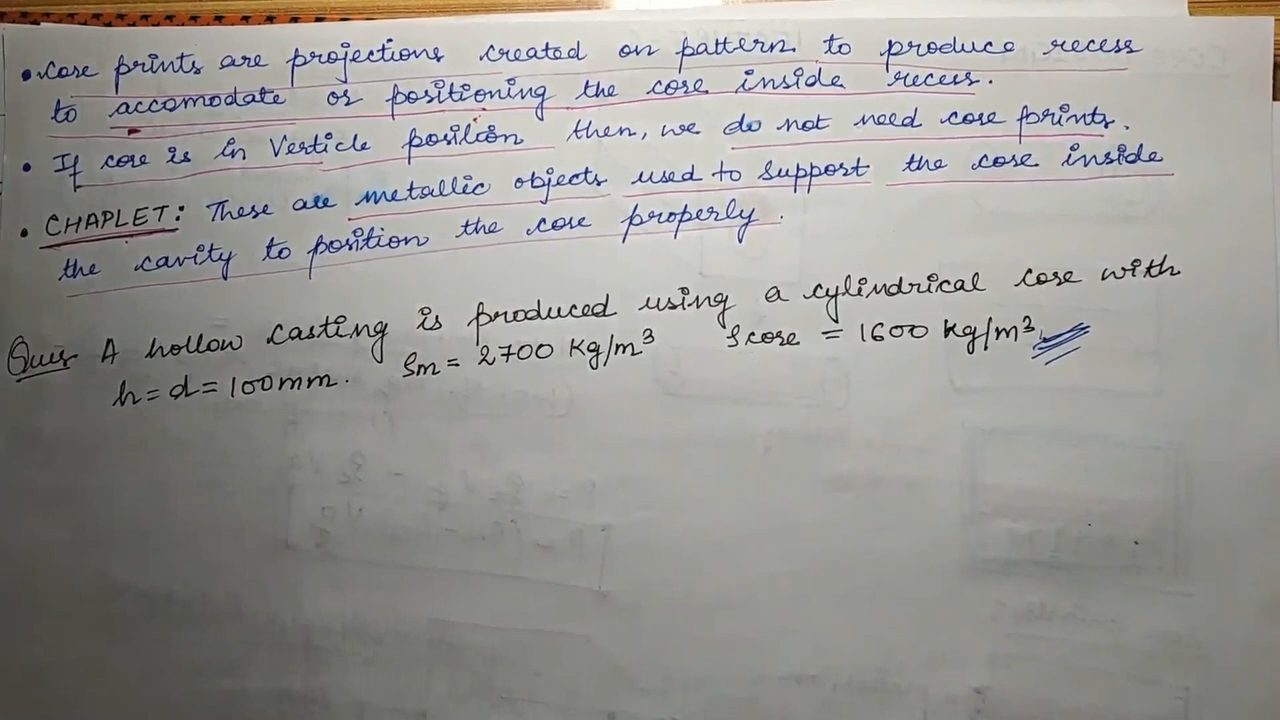 • Core prints are projections created on pattern to produce recess
to accomodate or positioning the core inside recess.
• If core is in Verticle position then, we do not need core prints.
• CHAPLET: These are metallic objects used to support the core inside
the cavity to position the core properly.
Ques A hollow casting is produced using a cylindrical core with
h=d=100mm. ρm = 2700 Kg/m³ ρcore = 1600 kg/m³.